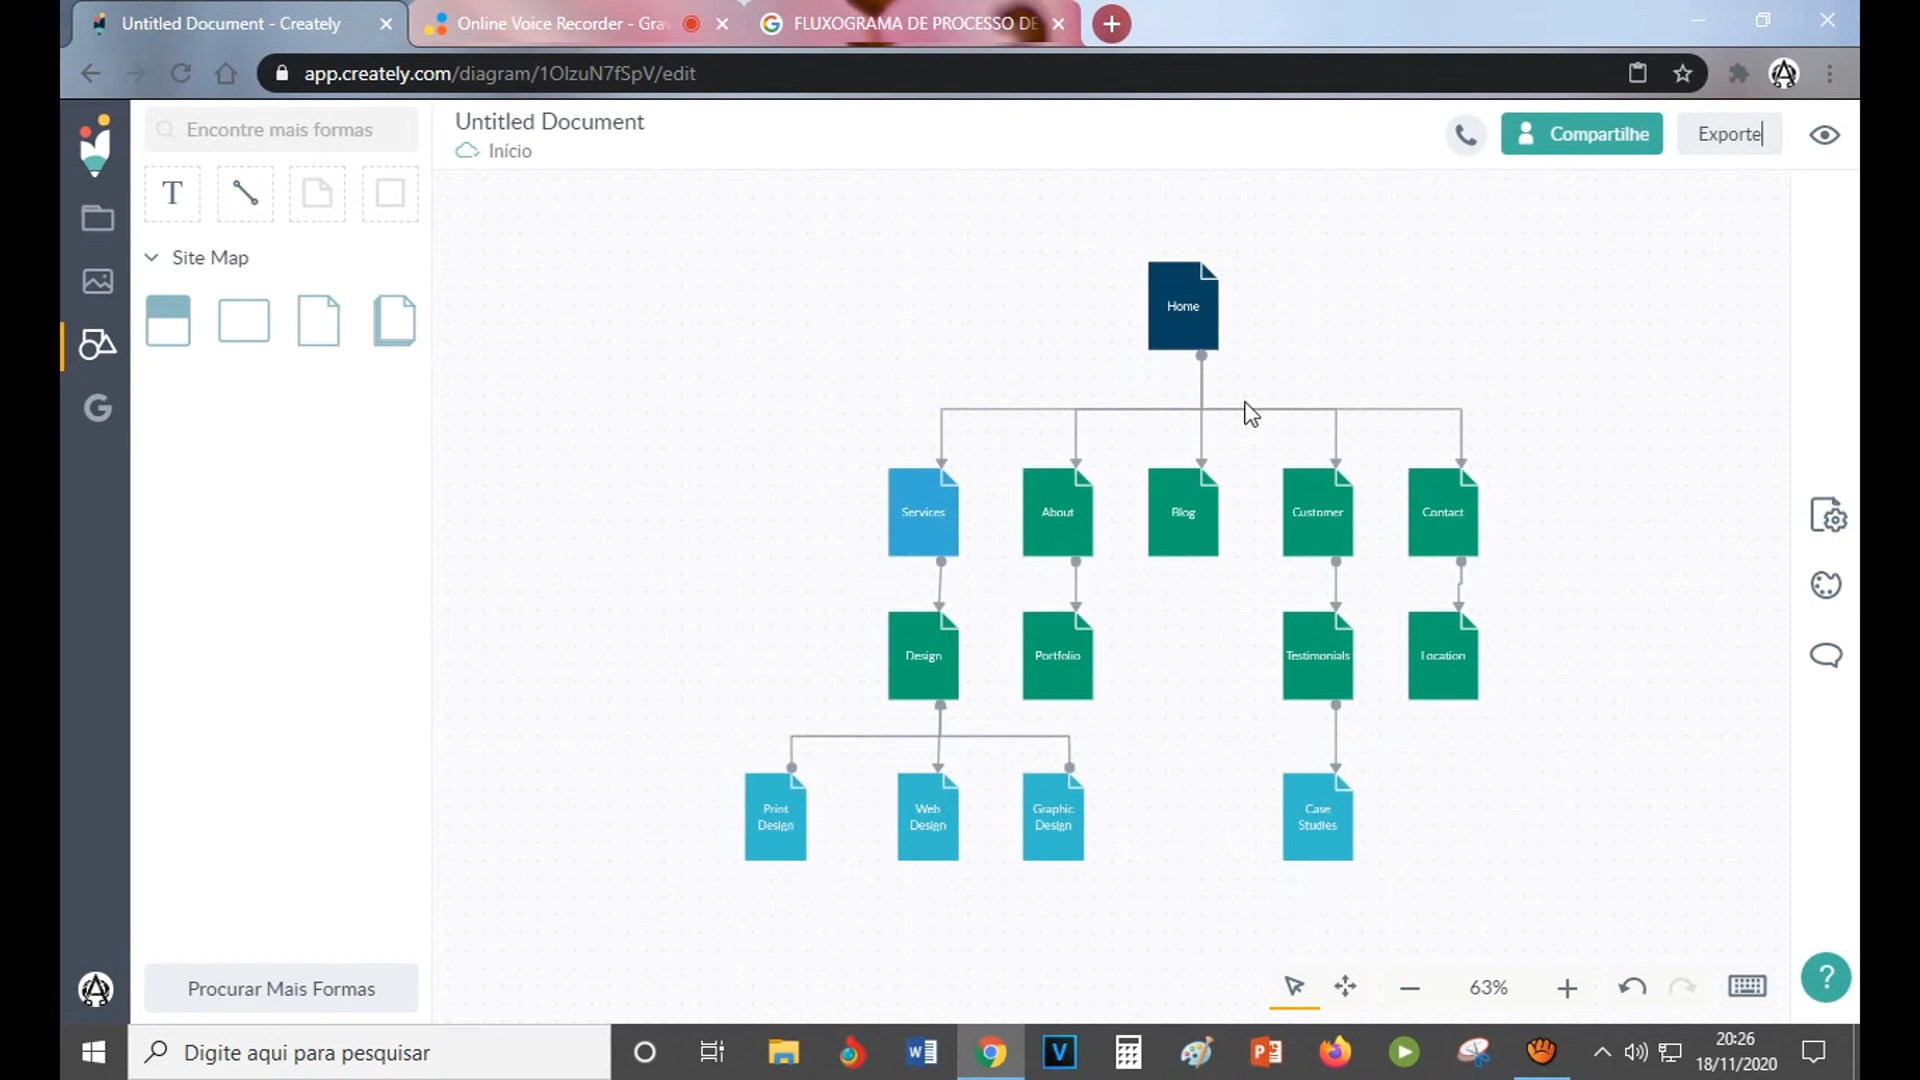 Untitled Document - Creately
Online Voice Recorder - Grav
FLUXOGRAMA DE PROCESSO DE
app.creately.com/diagram/1OlzuN7fSpV/edit
Encontre mais formas
Untitled Document
Início
Compartilhe
Exporte
T
Site Map
Home
Services
About
Blog
Customer
Contact
Design
Portfolio
Testimonials
Location
Print
Design
Web
Design
Graphic
Design
Case
Studies
Procurar Mais Formas
63%
?
Digite aqui para pesquisar
20:26
18/11/2020